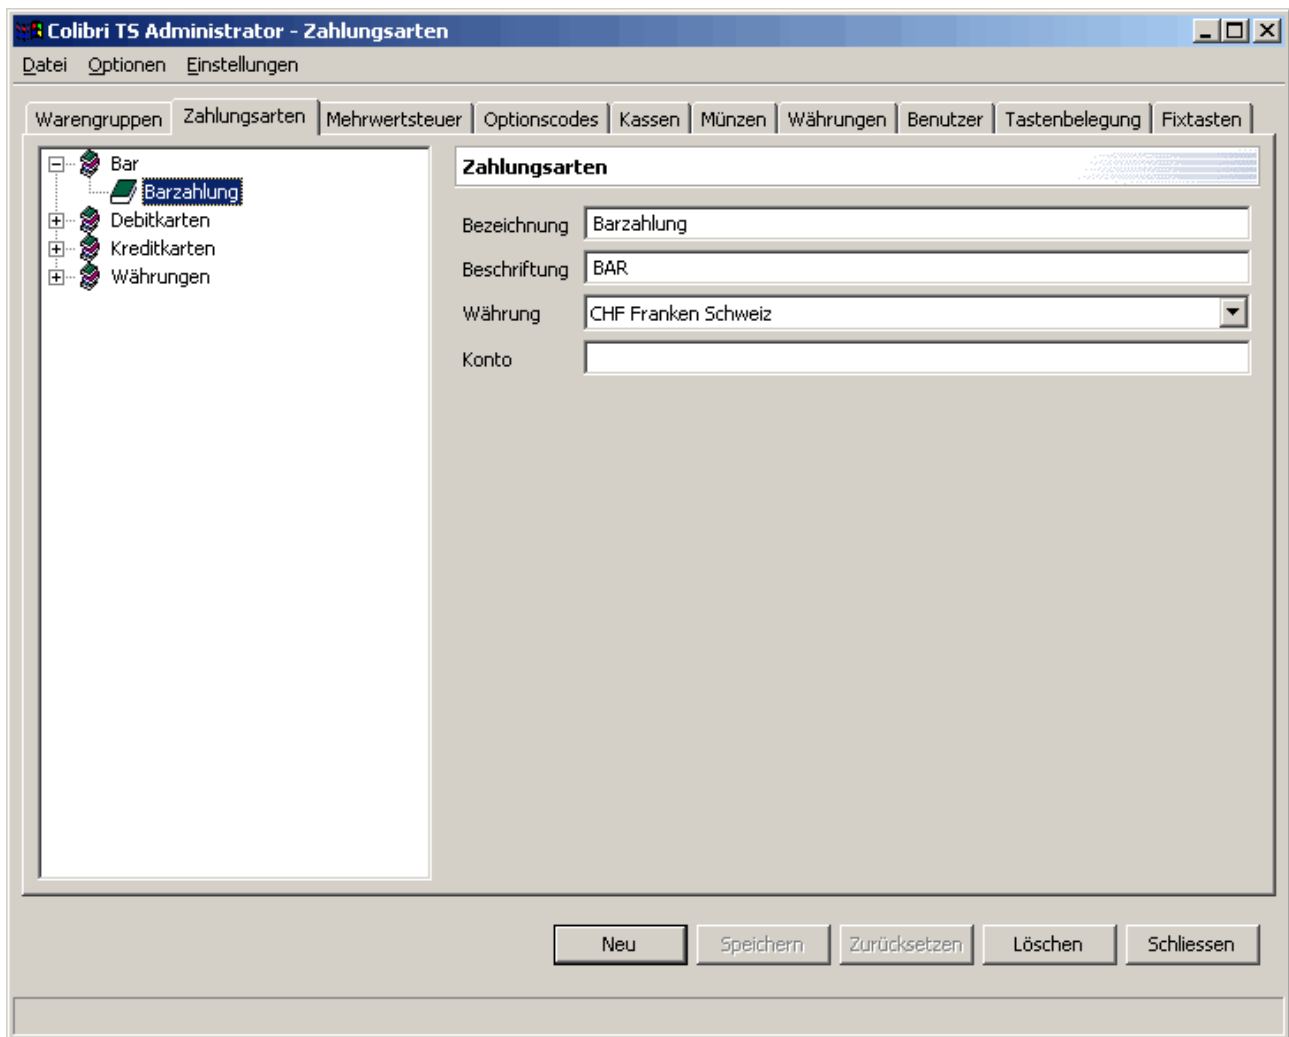 Colibri TS Administrator - Zahlungsarten
Datei Optionen Einstellungen
Warengruppen Zahlungsarten Mehrwertsteuer Optionscodes Kassen Münzen Währungen Benutzer Tastenbelegung Fixtasten
Bar
Barzahlung
Debitkarten
Kreditkarten
Währungen
Zahlungsarten
Bezeichnung Barzahlung
Beschriftung BAR
Währung CHF Franken Schweiz
Konto
Neu Speichern Zurücksetzen Löschen Schliessen